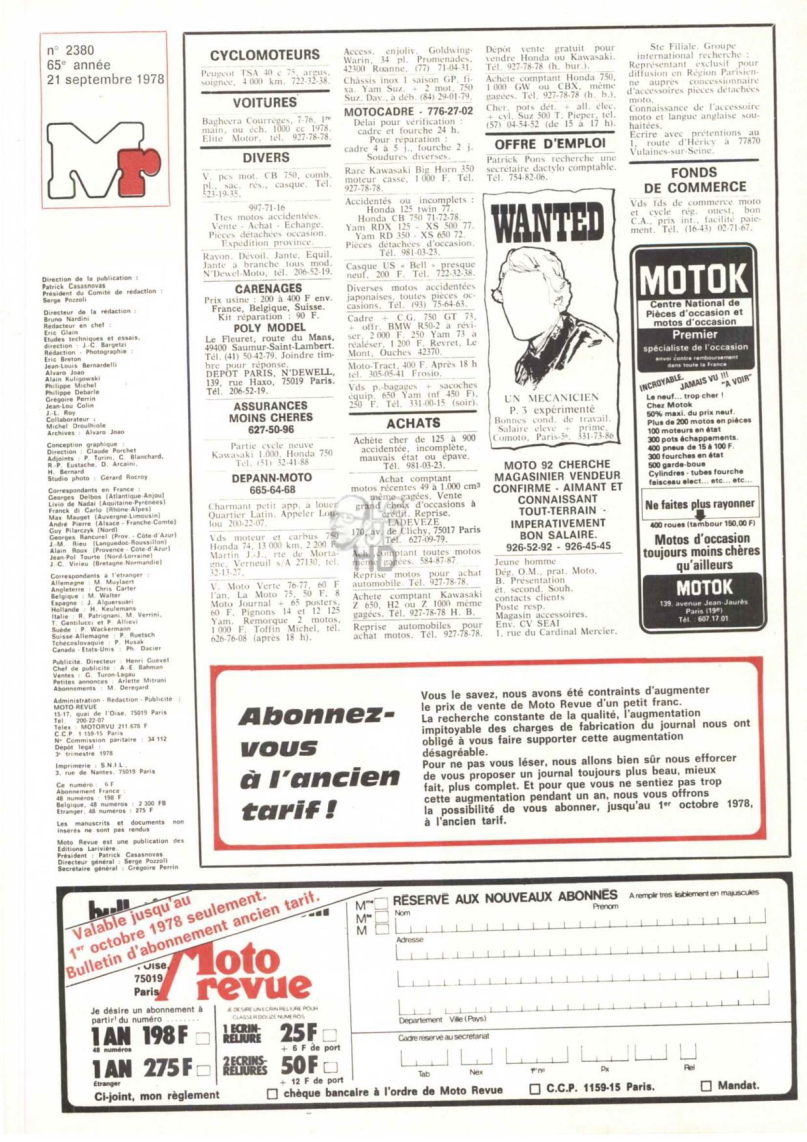 n° 2380
65e année
21 septembre 1978
Mr
Direction de la publication :
Patrick Casasnovas
Président du Comité de rédaction :
Serge Pozzoli
Directeur de la rédaction :
Bruno Nardini
Rédacteur en chef :
Eric Glain
Etudes techniques et essais,
direction : J.-C. Bargetzi
Rédaction - Photographie :
Eric Breton
Jean-Louis Bernardelli
Alvaro Joao
Alain Kuligowski
Philippe Michel
Philippe Debarle
Grégoire Perrin
Jean-Lou Colin
J.-L. Roy
Collaborateur :
Michel Droulhiole
Archives : Alvaro Joan
Conception graphique :
Direction : Claude Porchet
Adjoints : P. Turini, C. Blanchard,
R.-P. Eustache, D. Arcaini,
H. Bernard
Studio photo : Gérard Rocroy
Correspondants en France :
Georges Delbos (Atlantique-Anjou)
Livio de Nadai (Aquitaine-Pyrénées)
Franck di Carlo (Rhône-Alpes)
Max Mauget (Auvergne-Limousin)
André Pierre (Alsace - Franche-Comté)
Guy Pilarczyk (Nord)
Georges Rancurel (Prov. - Côte-d'Azur)
J.-M. Rieu (Languedoc-Roussillon)
Alain Roux (Provence - Côte-d'Azur)
Jean-Pol Tourte (Nord-Lorraine)
J.-C. Virieu (Bretagne-Normandie)
Correspondants à l'étranger :
Allemagne : M. Muylaert
Angleterre : Chris Carter
Belgique : M. Walter
Espagne : J. Alguersuari
Hollande : H. Keulemans
Italie : R. Patrignani, M. Verrini,
T. Gentilucci et P. Allievi
Suède : P. Wackermann
Suisse Allemagne : P. Ruetsch
Tchécoslovaquie : P. Husak
Canada - Etats-Unis : Ph. Dacier
Publicité. Directeur : Henri Guevel
Chef de publicité : A.-E. Bahman
Ventes : G. Turon-Lagau
Petites annonces : Arlette Mitrani
Abonnements : M. Deregard
Administration - Rédaction - Publicité :
MOTO-REVUE
15-17, quai de l'Oise, 75019 Paris
Tél. 200-22-07
Télex : MOTORVU 211 678 F
C.C.P. 1 159-15 Paris
N° Commission paritaire : 34 112
Dépôt légal :
3e trimestre 1978
Imprimerie : S.N.I.L.,
3, rue de Nantes, 75019 Paris
Ce numéro : 6 F
Abonnement France :
48 numéros : 198 F
Belgique, 48 numéros : 2 300 FB
Etranger, 48 numéros : 275 F
Les manuscrits et documents non
insérés ne sont pas rendus
Moto Revue est une publication des
Editions Larivière.
Président : Patrick Casasnovas
Directeur général : Serge Pozzoli
Secrétaire général : Grégoire Perrin
CYCLOMOTEURS
Peugeot TSA 40 e 75, argus,
soignée, 4 000 km. 722-32-38.
VOITURES
Bagheera Courrèges, 7-76, 1re
main, ou éch. 1000 cc 1978.
Elite Motor, tél. 927-78-78.
DIVERS
V. pcs mot. CB 750, comb.
pl., sac. rés., casque. Tél.
523-19-35.
997-71-16
Ttes motos accidentées.
Vente - Achat - Echange.
Pièces détachées occasion.
Expédition province.
Rayon. Dévoil. Jante. Equil.
Jante à branche tous mod.
N'Dewel-Moto, tél. 206-52-19.
CARENAGES
Prix usine : 200 à 400 F env.
France, Belgique, Suisse.
Kit réparation : 90 F.
POLY MODEL
Le Fleuret, route du Mans,
49400 Saumur-Saint-Lambert.
Tél. (41) 50-42-79. Joindre tim-
bre pour réponse.
DEPOT PARIS, N'DEWELL,
139, rue Haxo, 75019 Paris.
Tél. 206-52-19.
ASSURANCES
MOINS CHERES
627-50-96
Partie cycle neuve
Kawasaki 1.000, Honda 750
Tél. (51) 32-41-88
DEPANN-MOTO
665-64-68
Charmant petit app. à louer
Quartier Latin. Appeler
lou 200-22-07.
Vds moteur et carbus 750
Honda 74, 13 000 km, 2 200 F.
Martin J.-J., rte de Morta-
gne, Verneuil s/A 27130, tél.
32-13-27.
V. Moto Verte 76-77, 60 F
l'an. La Moto 75, 50 F. 8
Moto Journal + 65 posters,
60 F. Pignons 14 et 12 125
Yam. Remorque 2 motos,
1 000 F. Toffin Michel, tél.
626-76-08 (après 18 h).
Access. enjoliv. Goldwing-
Warin, 34 pl. Promenades,
42300 Roanne. (77) 71-04-31.
Châssis inox 1 saison GP, fi-
xa. Yam Suz. + 2 mot. 750
Suz. Day., à déb. (84) 29-01-79.
MOTOCADRE - 776-27-02
Délai pour vérification :
cadre et fourche 24 h.
Pour réparation :
cadre 4 à 5 j., fourche 2 j.
Soudures diverses.
Rare Kawasaki Big Horn 350
moteur cassé, 1 000 F. Tél.
927-78-78.
Accidentés ou incomplets :
Honda 125 twin 77.
Honda CB 750 71-72-78.
Yam RDX 125 - XS 500 77.
Yam RD 350 - XS 650 72.
Pièces détachées d'occasion.
Tél. 981-03-23.
Casque US « Bell » presque
neuf, 200 F. Tél. 722-32-38.
Diverses motos accidentées
japonaises, toutes pièces oc-
casions. Tél. (93) 75-64-63.
Cadre + C.G. 750 GT 73,
+ offr. BMW R50-2 à révi-
ser, 2 000 F, 250 Yam 73 à
réaléser, 1 200 F. Revret, Le
Mont, Ouches 42370.
Moto-Tract, 400 F. Après 18 h
tél. 305-05-41 Frosio.
Vds p.-bagages + sacoches
équip. 650 Yam (nf 450 F),
250 F. Tél. 331-00-15 (soir).
ACHATS
Achète cher de 125 à 900
accidentée, incomplète,
mauvais état ou épave.
Tél. 981-03-23.
Achat comptant
motos récentes 49 à 1.000 cm3
même gagées. Vente
grand choix d'occasions à
crédit. Reprise.
LADEVEZE
170, av. de Clichy, 75017 Paris
Tél. 627-09-79.
comptant toutes motos
584-87-87.
Reprise motos pour achat
automobile. Tél. 927-78-78.
Achète comptant Kawasaki
Z 650, H2 ou Z 1000 même
gagées. Tél. 927-78-78 H. B.
Reprise automobiles pour
achat motos. Tél. 927-78-78.
Dépôt vente gratuit pour
vendre Honda ou Kawasaki.
Tél. 927-78-78 (h. bur.).
Achète comptant Honda 750,
1 000 GW ou CBX, même
gagées. Tél. 927-78-78 (h. b.).
Cher. pots dét. + all. élec.
+ cyl. Suz 500 T. Pieper, tél.
(57) 04-54-52 (de 15 à 17 h).
OFFRE D'EMPLOI
Patrick Pons recherche une
secrétaire dactylo comptable.
Tél. 754-82-06.
WANTED
UN MECANICIEN
P. 3 expérimenté
Bonnes cond. de travail.
Salaire élevé + prime.
Comoto, Paris-5e. 331-73-86
MOTO 92 CHERCHE
MAGASINIER VENDEUR
CONFIRME - AIMANT ET
CONNAISSANT
TOUT-TERRAIN -
IMPERATIVEMENT
BON SALAIRE.
926-52-92 - 926-45-45
Jeune homme
Dég. O.M., prat. Moto.
B. Présentation
ét. second. Souh.
contacts clients
Poste resp.
Magasin accessoires.
Env. CV SEAI
1, rue du Cardinal Mercier.
Sté Filiale. Groupe
international recherche :
Représentant exclusif pour
diffusion en Région Parisien-
ne auprès concessionnaire
d'accessoires pièces détachées
moto.
Connaissance de l'accessoire
moto et langue anglaise sou-
haitées.
Ecrire avec prétentions au
1, route d'Héricy à 77870
Vulaines-sur-Seine.
FONDS
DE COMMERCE
Vds fds de commerce moto
et cycle rég. ouest, bon
C.A., prix int., facilité paie-
ment. Tél. (16-43) 02-71-67.
MOTOK
Centre National de
Pièces d'occasion et
motos d'occasion
Premier
spécialiste de l'occasion
envoi contre remboursement
dans toute la France
INCROYABLE. JAMAIS VU !!! "A VOIR"
Le neuf... trop cher !
Chez Motok
50% maxi. du prix neuf.
Plus de 200 motos en pièces
100 moteurs en état
300 pots échappements.
400 pneus de 15 à 100 F.
300 fourches en état
500 garde-boue
Cylindres - tubes fourche
faisceau elect... etc... etc...
Ne faites plus rayonner
400 roues (tambour 150,00 F)
Motos d'occasion
toujours moins chères
qu'ailleurs
MOTOK
139, avenue Jean-Jaurès
Paris (19e)
Tél. : 607.17.01
Abonnez-
vous
à l'ancien
tarif !
Vous le savez, nous avons été contraints d'augmenter
le prix de vente de Moto Revue d'un petit franc.
La recherche constante de la qualité, l'augmentation
impitoyable des charges de fabrication du journal nous ont
obligé à vous faire supporter cette augmentation
désagréable.
Pour ne pas vous léser, nous allons bien sûr nous efforcer
de vous proposer un journal toujours plus beau, mieux
fait, plus complet. Et pour que vous ne sentiez pas trop
cette augmentation pendant un an, nous vous offrons
la possibilité de vous abonner, jusqu'au 1er octobre 1978,
à l'ancien tarif.
Valable jusqu'au
1er octobre 1978 seulement.
Bulletin d'abonnement ancien tarif.
Oise,
75019
Paris
Moto
revue
Je désire un abonnement à
partir du numéro ........
1 AN 198 F
48 numéros
1 AN 275 F
Etranger
JE DESIRE UN ECRIN RELIURE POUR
CLASSER DOUZE NUMEROS.
1 ECRIN-
RELIURE 25 F
+ 6 F de port
2 ECRINS-
RELIURES 50 F
+ 12 F de port
Ci-joint, mon règlement
chèque bancaire à l'ordre de Moto Revue
C.C.P. 1159-15 Paris.
Mandat.
RÉSERVÉ AUX NOUVEAUX ABONNÉS A remplir très lisiblement en majuscules
Mme
Mlle
M
Nom Prénom
Adresse
Département Ville (Pays)
Cadre réservé au secrétariat
Tab Nex 1er no Px Rel